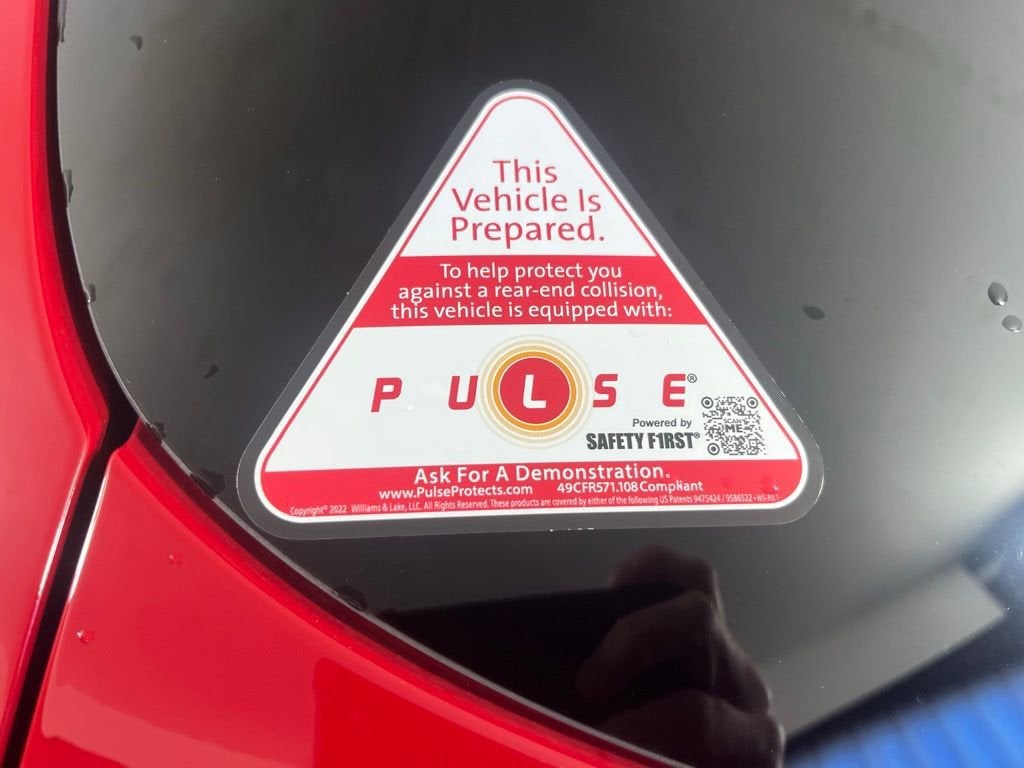 This
Vehicle Is
Prepared.
To help protect you
against a rear-end collision,
this vehicle is equipped with:
PULSE®
SCAN
ME
Powered by
SAFETY F1RST®
Ask For A Demonstration.
www.PulseProtects.com 49CFR571.108 Compliant
Copyright© 2022 Williams & Lake, LLC. All Rights Reserved. These products are covered by either of the following US Patents 9475424 / 9586522